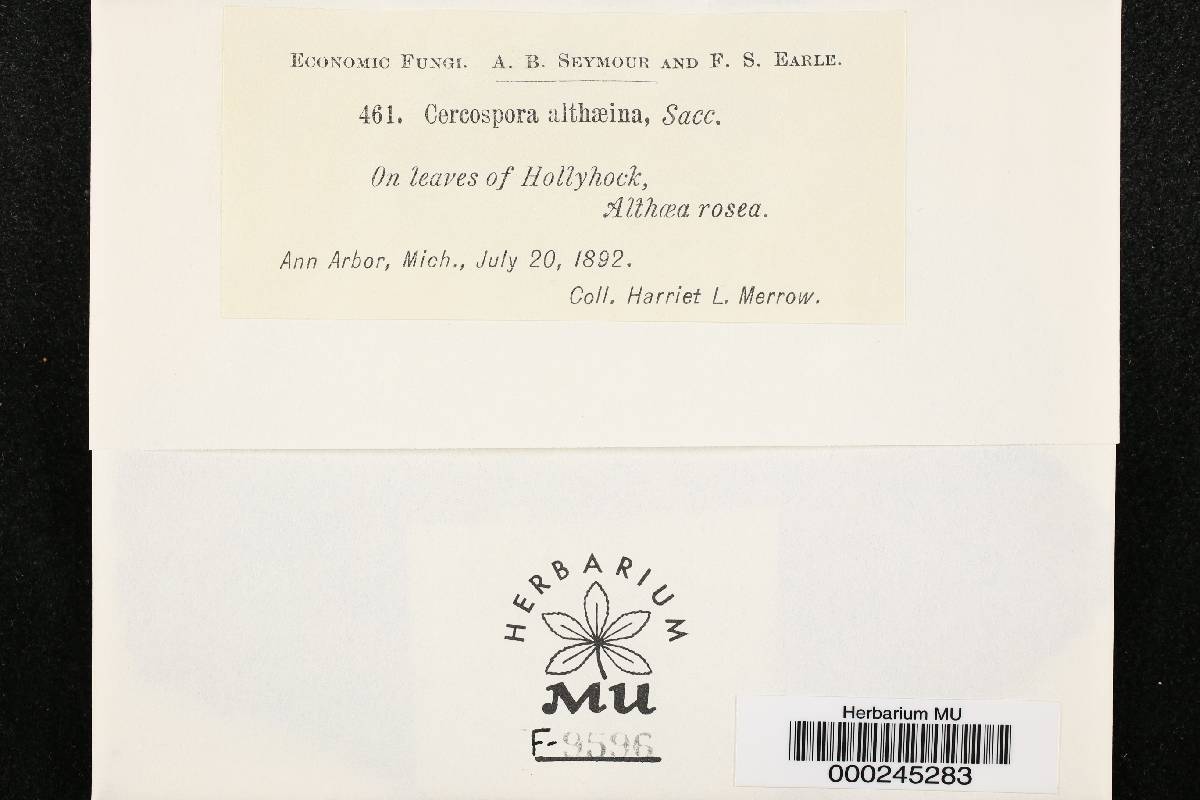 Economic Fungi. A. B. Seymour and F. S. Earle.
461. Cercospora althæina, Sacc.
On leaves of Hollyhock,
Althæa rosea.
Ann Arbor, Mich., July 20, 1892.
Coll. Harriet L. Merrow.
HERBARIUM
MU
F-9596
Herbarium MU
000245283